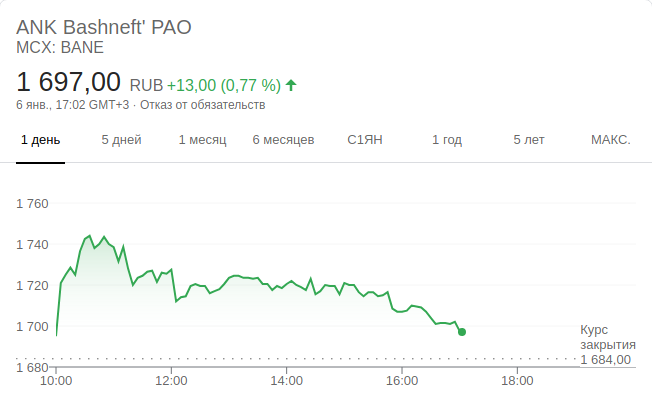 ANK Bashneft' PAO
MCX: BANE
1 697,00 RUB +13,00 (0,77 %)
6 янв., 17:02 GMT+3 · Отказ от обязательств
1 день 5 дней 1 месяц 6 месяцев С1ЯН 1 год 5 лет МАКС.
1 760
1 740
1 720
1 700
Курс
закрытия
1 684,00
1 680
10:00 12:00 14:00 16:00 18:00